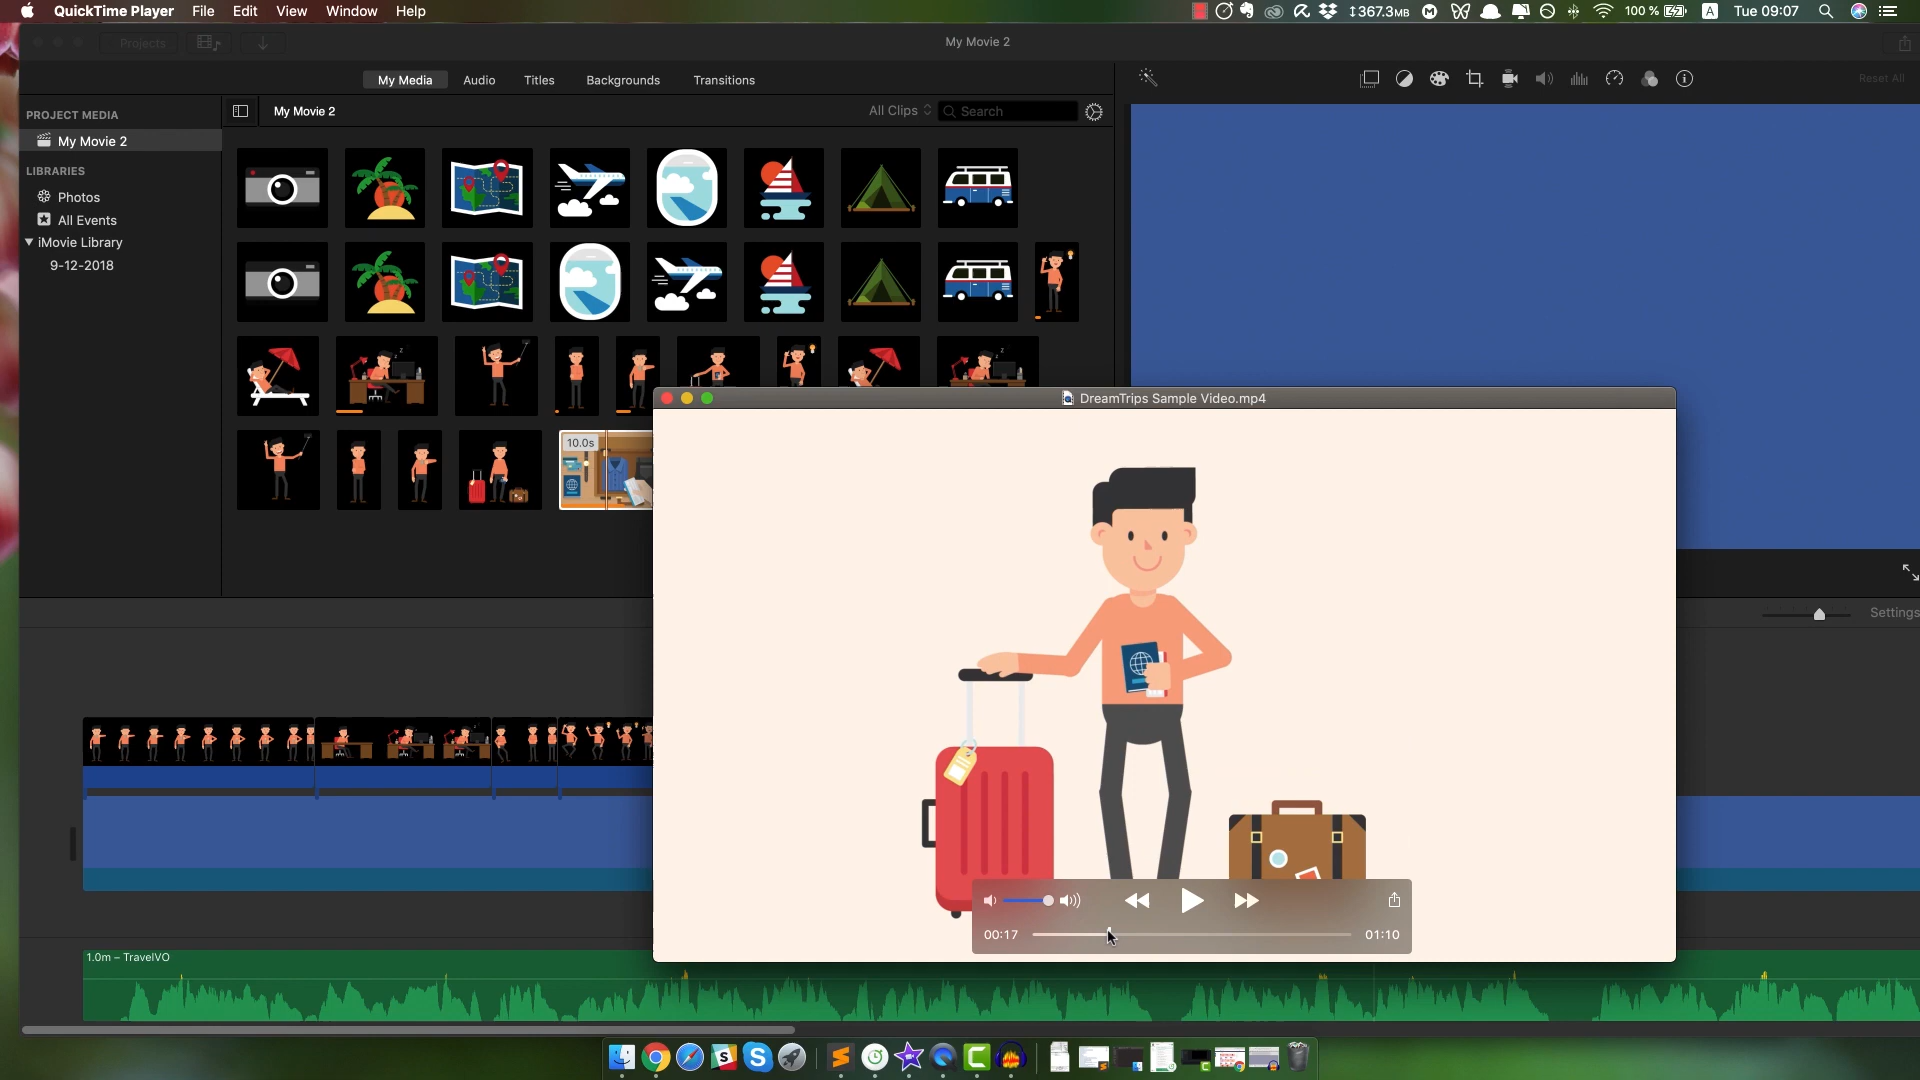 QuickTime Player File Edit View Window Help
367.3MB 100 % A Tue 09:07
Projects
My Movie 2
My Media Audio Titles Backgrounds Transitions
Reset All
PROJECT MEDIA
My Movie 2
All Clips
Search
My Movie 2
LIBRARIES
Photos
All Events
iMovie Library
9-12-2018
DreamTrips Sample Video.mp4
10.0s
Settings
00:17
01:10
1.0m – TravelVO